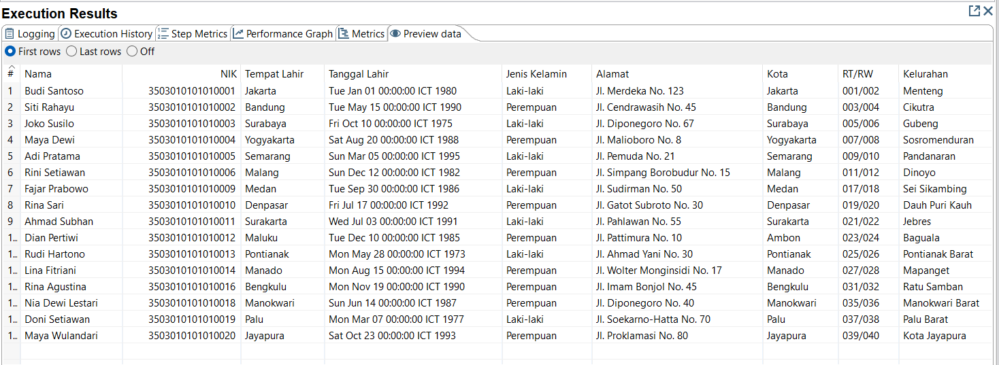 Execution Results
Logging Execution History Step Metrics Performance Graph Metrics Preview data
First rows Last rows Off
# Nama NIK Tempat Lahir Tanggal Lahir Jenis Kelamin Alamat Kota RT/RW Kelurahan
1 Budi Santoso 3503010101010001 Jakarta Tue Jan 01 00:00:00 ICT 1980 Laki-laki Jl. Merdeka No. 123 Jakarta 001/002 Menteng
2 Siti Rahayu 3503010101010002 Bandung Tue May 15 00:00:00 ICT 1990 Perempuan Jl. Cendrawasih No. 45 Bandung 003/004 Cikutra
3 Joko Susilo 3503010101010003 Surabaya Fri Oct 10 00:00:00 ICT 1975 Laki-laki Jl. Diponegoro No. 67 Surabaya 005/006 Gubeng
4 Maya Dewi 3503010101010004 Yogyakarta Sat Aug 20 00:00:00 ICT 1988 Perempuan Jl. Malioboro No. 8 Yogyakarta 007/008 Sosromenduran
5 Adi Pratama 3503010101010005 Semarang Sun Mar 05 00:00:00 ICT 1995 Laki-laki Jl. Pemuda No. 21 Semarang 009/010 Pandanaran
6 Rini Setiawan 3503010101010006 Malang Sun Dec 12 00:00:00 ICT 1982 Perempuan Jl. Simpang Borobudur No. 15 Malang 011/012 Dinoyo
7 Fajar Prabowo 3503010101010009 Medan Tue Sep 30 00:00:00 ICT 1986 Laki-laki Jl. Sudirman No. 50 Medan 017/018 Sei Sikambing
8 Rina Sari 3503010101010010 Denpasar Fri Jul 17 00:00:00 ICT 1992 Perempuan Jl. Gatot Subroto No. 30 Denpasar 019/020 Dauh Puri Kauh
9 Ahmad Subhan 3503010101010011 Surakarta Wed Jul 03 00:00:00 ICT 1991 Laki-laki Jl. Pahlawan No. 55 Surakarta 021/022 Jebres
1.. Dian Pertiwi 3503010101010012 Maluku Tue Dec 10 00:00:00 ICT 1985 Perempuan Jl. Pattimura No. 10 Ambon 023/024 Baguala
1.. Rudi Hartono 3503010101010013 Pontianak Mon May 28 00:00:00 ICT 1973 Laki-laki Jl. Ahmad Yani No. 30 Pontianak 025/026 Pontianak Barat
1.. Lina Fitriani 3503010101010014 Manado Mon Aug 15 00:00:00 ICT 1994 Perempuan Jl. Wolter Monginsidi No. 17 Manado 027/028 Mapanget
1.. Rina Agustina 3503010101010016 Bengkulu Mon Nov 19 00:00:00 ICT 1990 Perempuan Jl. Imam Bonjol No. 45 Bengkulu 031/032 Ratu Samban
1.. Nia Dewi Lestari 3503010101010018 Manokwari Sun Jun 14 00:00:00 ICT 1987 Perempuan Jl. Diponegoro No. 40 Manokwari 035/036 Manokwari Barat
1.. Doni Setiawan 3503010101010019 Palu Mon Mar 07 00:00:00 ICT 1977 Laki-laki Jl. Soekarno-Hatta No. 70 Palu 037/038 Palu Barat
1.. Maya Wulandari 3503010101010020 Jayapura Sat Oct 23 00:00:00 ICT 1993 Perempuan Jl. Proklamasi No. 80 Jayapura 039/040 Kota Jayapura